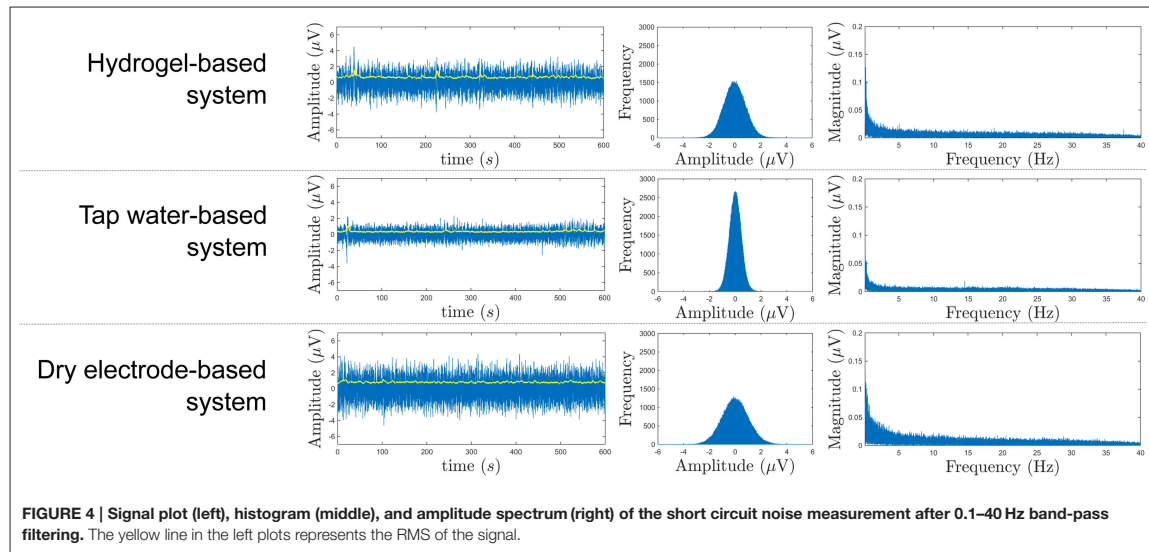 Hydrogel-based
system
Amplitude (µV)
6
4
2
0
-2
-4
-6
0 100 200 300 400 500 600
time (s)
Frequency
3000
2500
2000
1500
1000
500
0
-6 -4 -2 0 2 4 6
Amplitude (µV)
Magnitude
0.2
0.15
0.1
0.05
0
5 10 15 20 25 30 35 40
Frequency (Hz)
Tap water-based
system
Amplitude (µV)
6
4
2
0
-2
-4
-6
0 100 200 300 400 500 600
time (s)
Frequency
3000
2500
2000
1500
1000
500
0
-6 -4 -2 0 2 4 6
Amplitude (µV)
Magnitude
0.2
0.15
0.1
0.05
0
5 10 15 20 25 30 35 40
Frequency (Hz)
Dry electrode-based
system
Amplitude (µV)
6
4
2
0
-2
-4
-6
0 100 200 300 400 500 600
time (s)
Frequency
3000
2500
2000
1500
1000
500
0
-6 -4 -2 0 2 4 6
Amplitude (µV)
Magnitude
0.2
0.15
0.1
0.05
0
5 10 15 20 25 30 35 40
Frequency (Hz)
FIGURE 4 | Signal plot (left), histogram (middle), and amplitude spectrum (right) of the short circuit noise measurement after 0.1–40 Hz band-pass
filtering. The yellow line in the left plots represents the RMS of the signal.